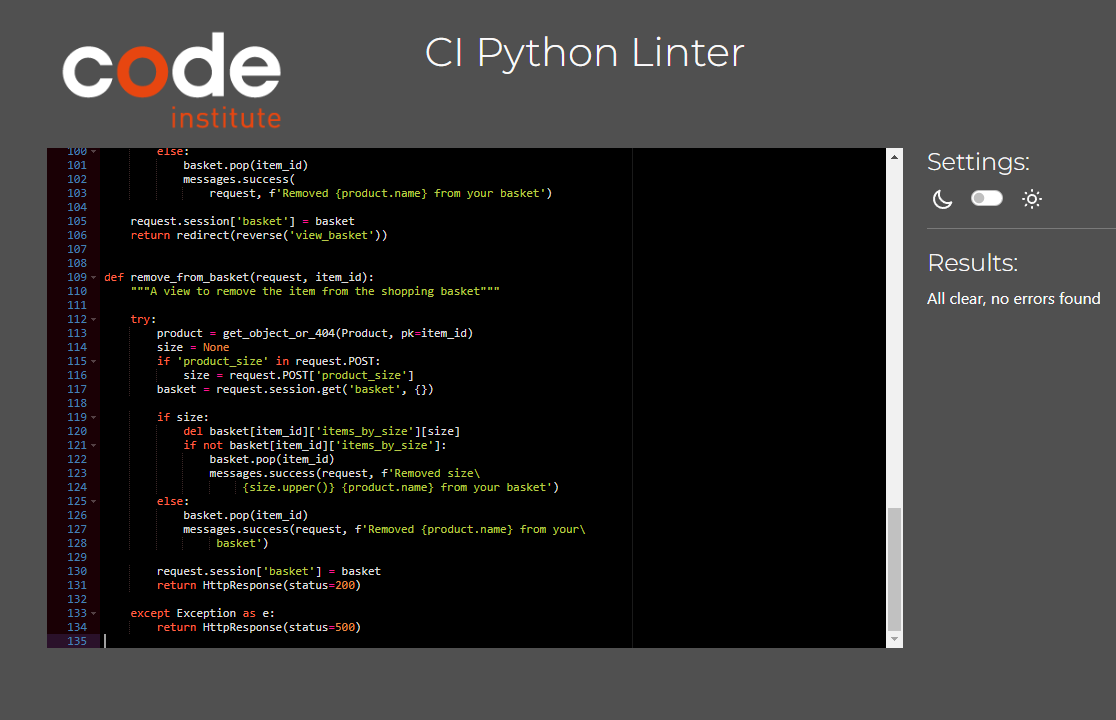 code
institute
CI Python Linter
100 else:
101 basket.pop(item_id)
102 messages.success(
103 request, f'Removed {product.name} from your basket')
104
105 request.session['basket'] = basket
106 return redirect(reverse('view_basket'))
107
108
109 def remove_from_basket(request, item_id):
110 """A view to remove the item from the shopping basket"""
111
112 try:
113 product = get_object_or_404(Product, pk=item_id)
114 size = None
115 if 'product_size' in request.POST:
116 size = request.POST['product_size']
117 basket = request.session.get('basket', {})
118
119 if size:
120 del basket[item_id]['items_by_size'][size]
121 if not basket[item_id]['items_by_size']:
122 basket.pop(item_id)
123 messages.success(request, f'Removed size\
124 {size.upper()} {product.name} from your basket')
125 else:
126 basket.pop(item_id)
127 messages.success(request, f'Removed {product.name} from your\
128 basket')
129
130 request.session['basket'] = basket
131 return HttpResponse(status=200)
132
133 except Exception as e:
134 return HttpResponse(status=500)
135
Settings:
Results:
All clear, no errors found